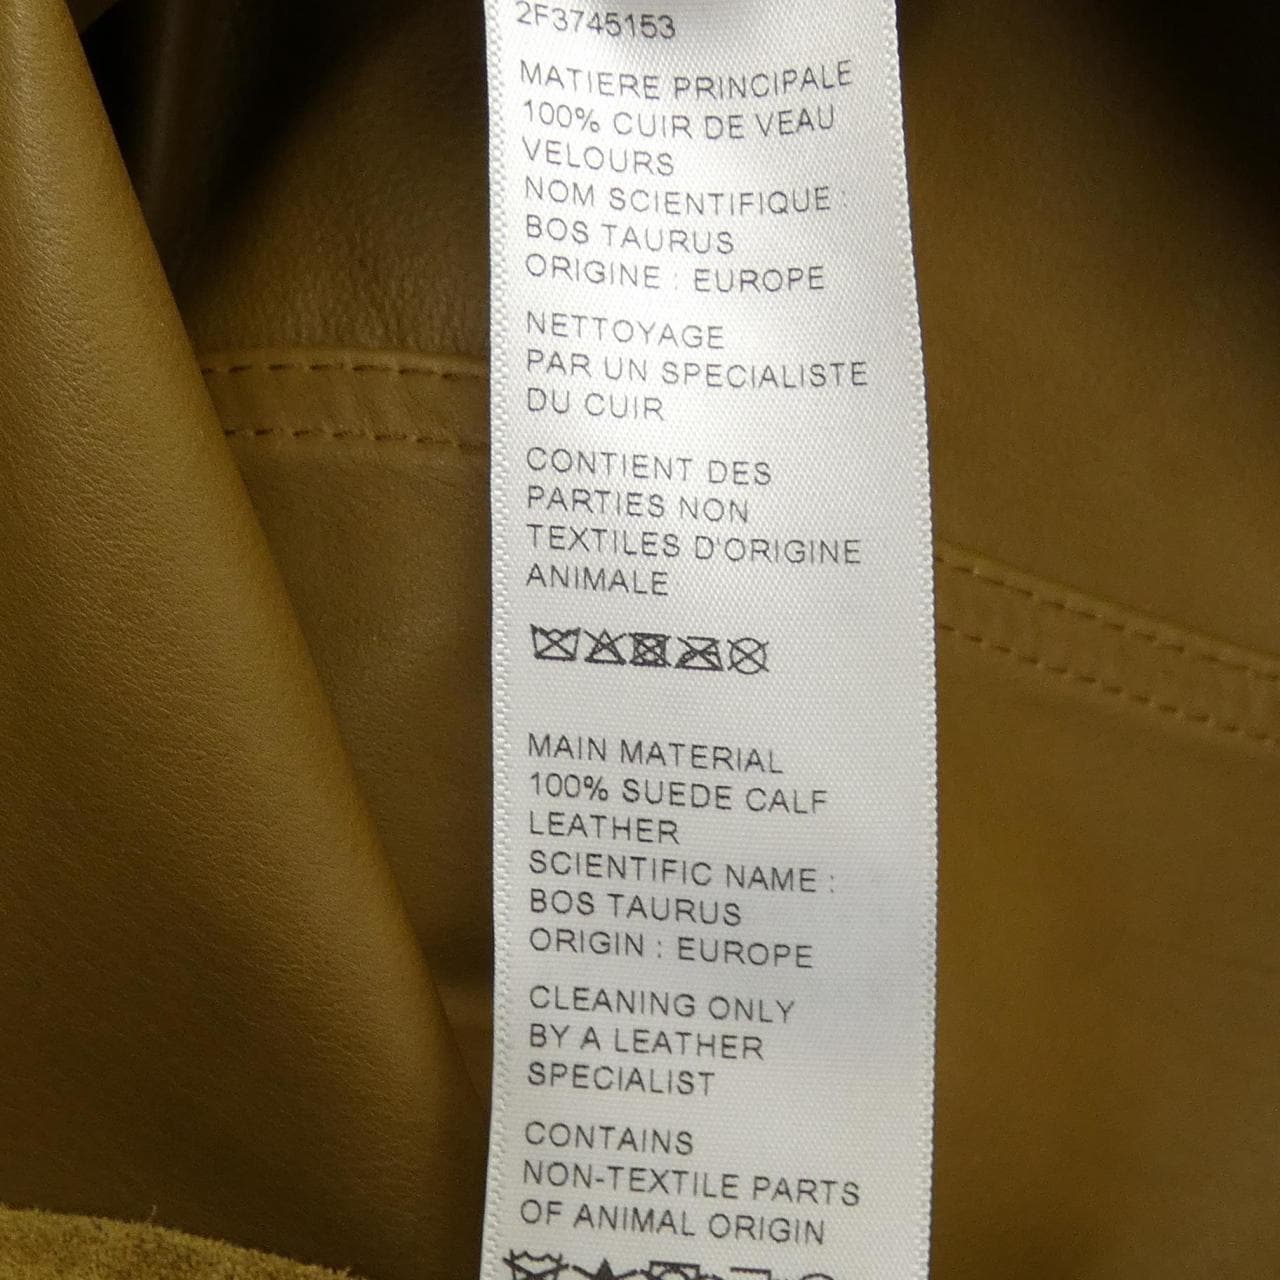 2F3745153
MATIERE PRINCIPALE
100% CUIR DE VEAU
VELOURS
NOM SCIENTIFIQUE :
BOS TAURUS
ORIGINE : EUROPE
NETTOYAGE
PAR UN SPECIALISTE
DU CUIR
CONTIENT DES
PARTIES NON
TEXTILES D'ORIGINE
ANIMALE
MAIN MATERIAL
100% SUEDE CALF
LEATHER
SCIENTIFIC NAME :
BOS TAURUS
ORIGIN : EUROPE
CLEANING ONLY
BY A LEATHER
SPECIALIST
CONTAINS
NON-TEXTILE PARTS
OF ANIMAL ORIGIN